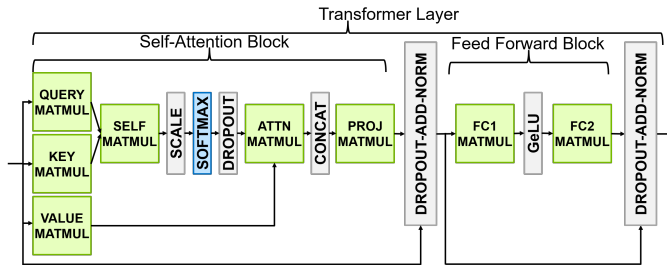 Transformer Layer
Self-Attention Block
Feed Forward Block
QUERY
MATMUL
KEY
MATMUL
VALUE
MATMUL
SELF
MATMUL
SCALE
SOFTMAX
DROPOUT
ATTN
MATMUL
CONCAT
PROJ
MATMUL
DROPOUT-ADD-NORM
FC1
MATMUL
GeLU
FC2
MATMUL
DROPOUT-ADD-NORM